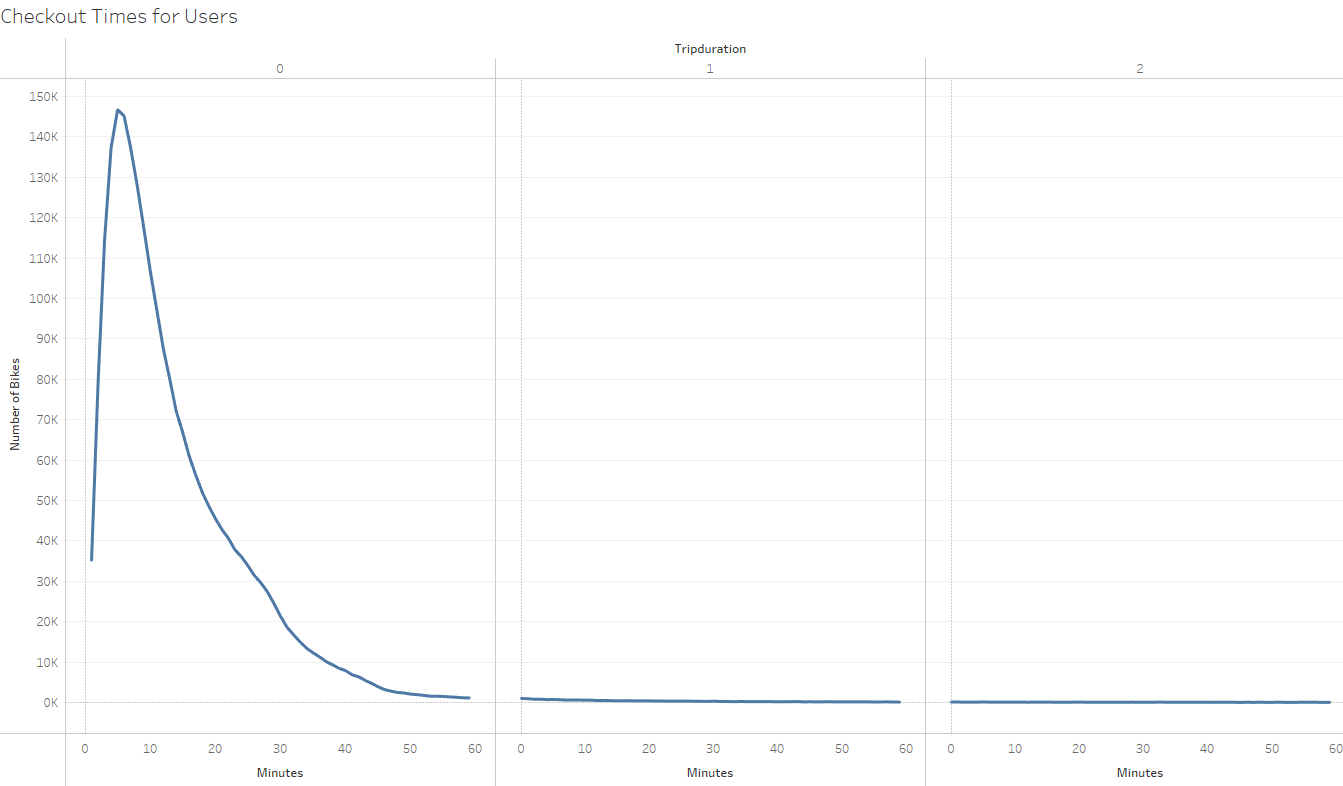 Checkout Times for Users
Tripduration
0 1 2
150K
140K
130K
120K
110K
100K
90K
80K
70K
60K
50K
40K
30K
20K
10K
0K
Number of Bikes
0 10 20 30 40 50 60 0 10 20 30 40 50 60 0 10 20 30 40 50 60
Minutes Minutes Minutes